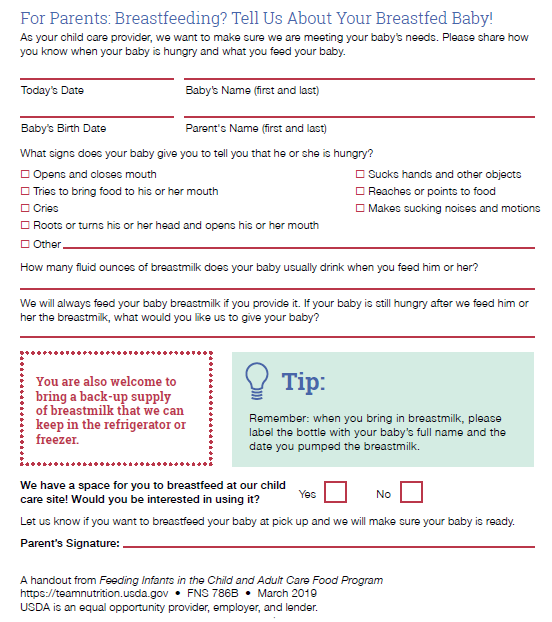 For Parents: Breastfeeding? Tell Us About Your Breastfed Baby!
As your child care provider, we want to make sure we are meeting your baby's needs. Please share how
you know when your baby is hungry and what you feed your baby.
Today's Date
Baby's Name (first and last)
Baby's Birth Date
Parent's Name (first and last)
What signs does your baby give you to tell you that he or she is hungry?
Opens and closes mouth
Sucks hands and other objects
Tries to bring food to his or her mouth
Reaches or points to food
Cries
Makes sucking noises and motions
Roots or turns his or her head and opens his or her mouth
Other
How many fluid ounces of breastmilk does your baby usually drink when you feed him or her?
We will always feed your baby breastmilk if you provide it. If your baby is still hungry after we feed him or
her the breastmilk, what would you like us to give your baby?
You are also welcome to
bring a back-up supply
of breastmilk that we can
keep in the refrigerator or
freezer.
Tip:
Remember: when you bring in breastmilk, please
label the bottle with your baby's full name and the
date you pumped the breastmilk.
We have a space for you to breastfeed at our child
care site! Would you be interested in using it?
Yes
No
Let us know if you want to breastfeed your baby at pick up and we will make sure your baby is ready.
Parent's Signature:
A handout from Feeding Infants in the Child and Adult Care Food Program
https://teamnutrition.usda.gov • FNS 786B • March 2019
USDA is an equal opportunity provider, employer, and lender.